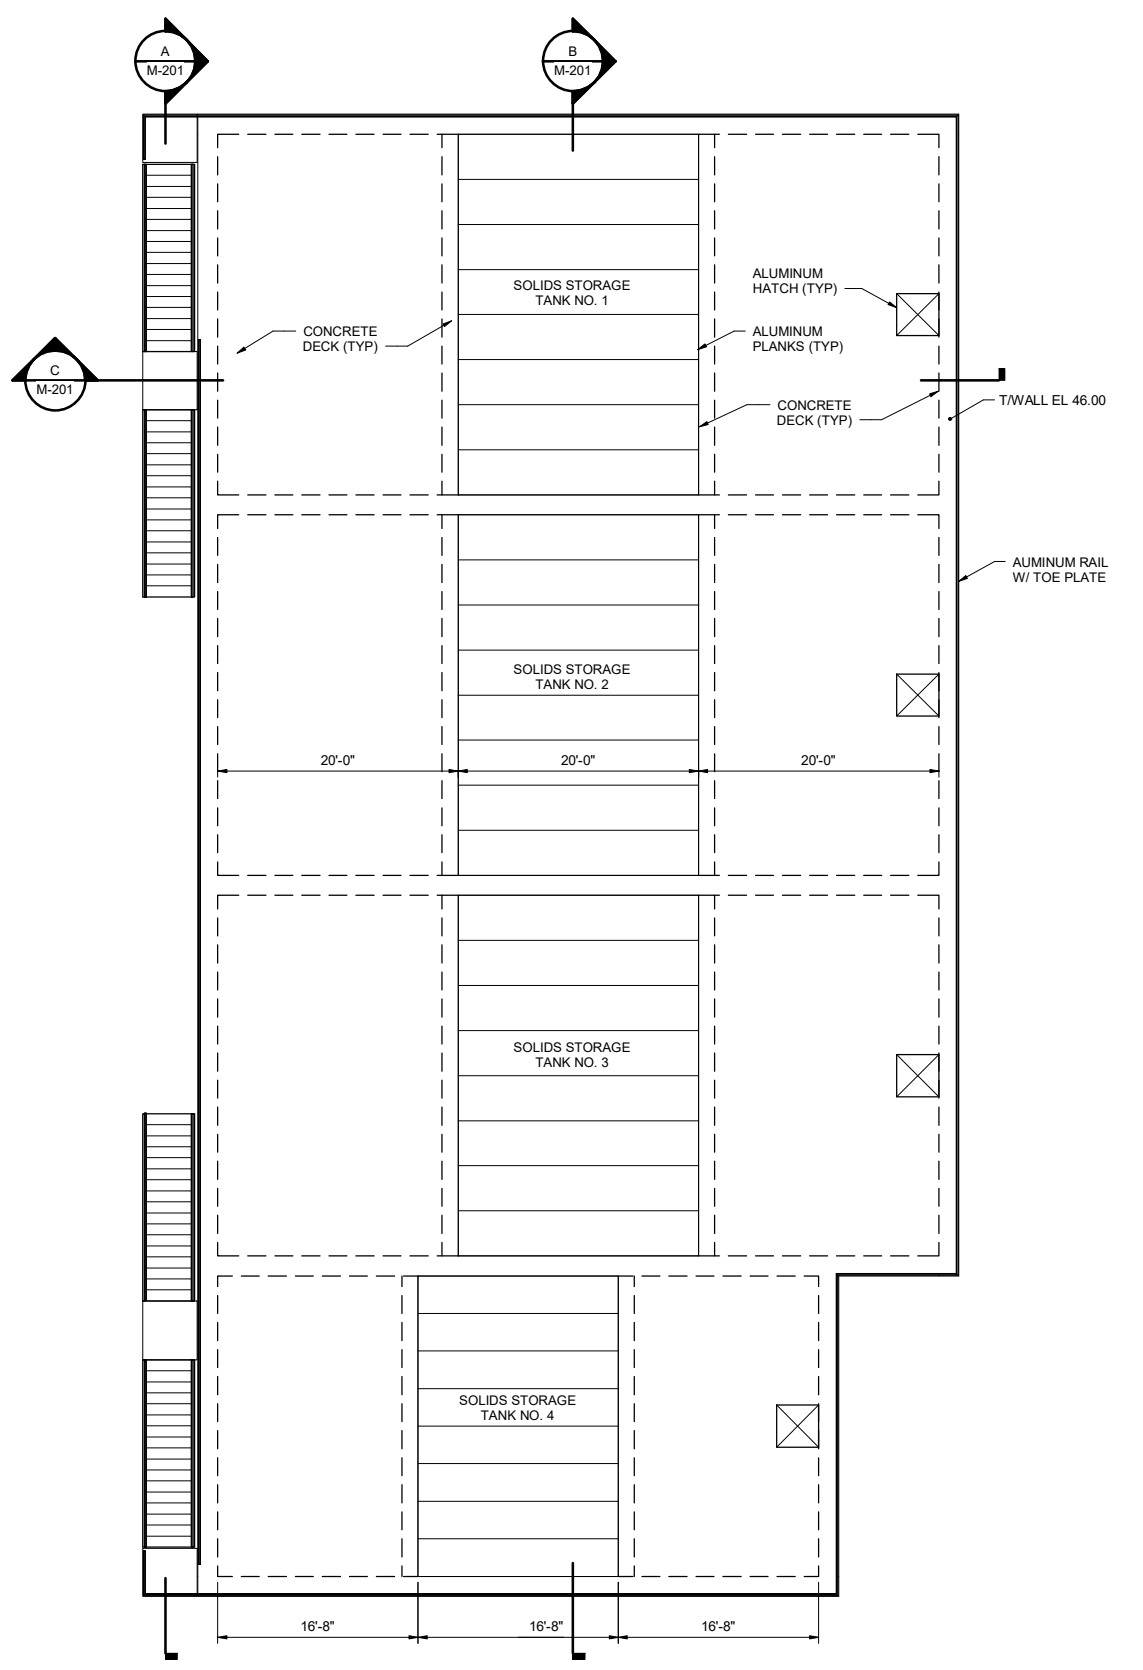 A
M-201
B
M-201
SOLIDS STORAGE
TANK NO. 1
ALUMINUM
HATCH (TYP)
CONCRETE
DECK (TYP)
ALUMINUM
PLANKS (TYP)
C
M-201
CONCRETE
DECK (TYP)
T/WALL EL 46.00
AUMINUM RAIL
W/ TOE PLATE
SOLIDS STORAGE
TANK NO. 2
20'-0"
20'-0"
20'-0"
SOLIDS STORAGE
TANK NO. 3
SOLIDS STORAGE
TANK NO. 4
16'-8"
16'-8"
16'-8"